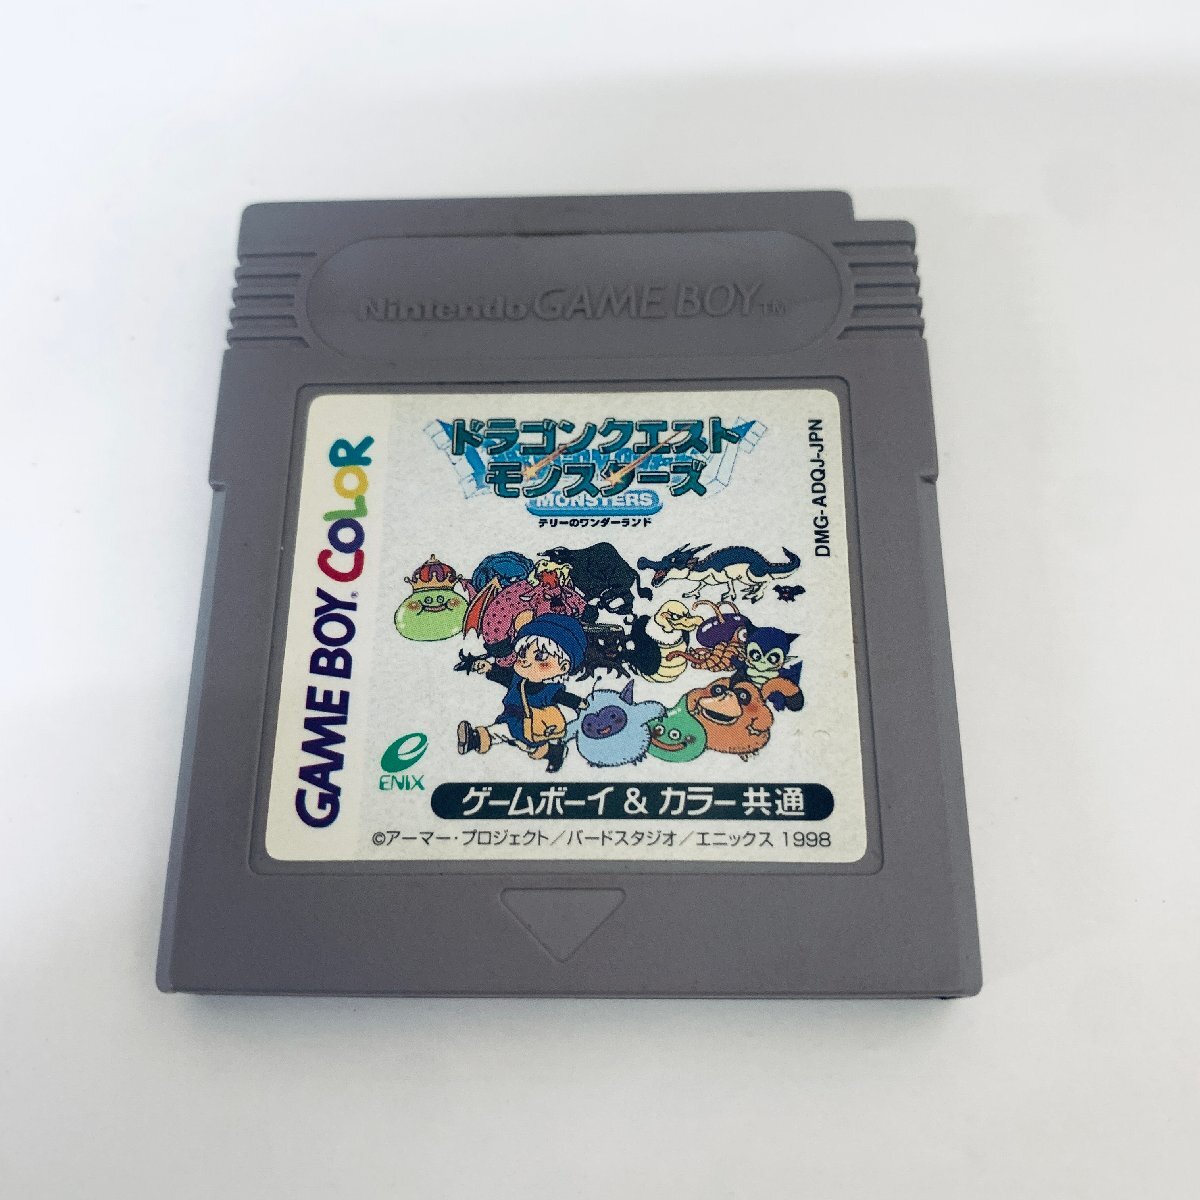 Nintendo GAME BOY TM
GAME BOY COLOR
ドラゴンクエスト
モンスターズ
MONSTERS
テリーのワンダーランド
DMG-ADQJ-JPN
ENIX
ゲームボーイ & カラー共通
©アーマー・プロジェクト/バードスタジオ/エニックス 1998